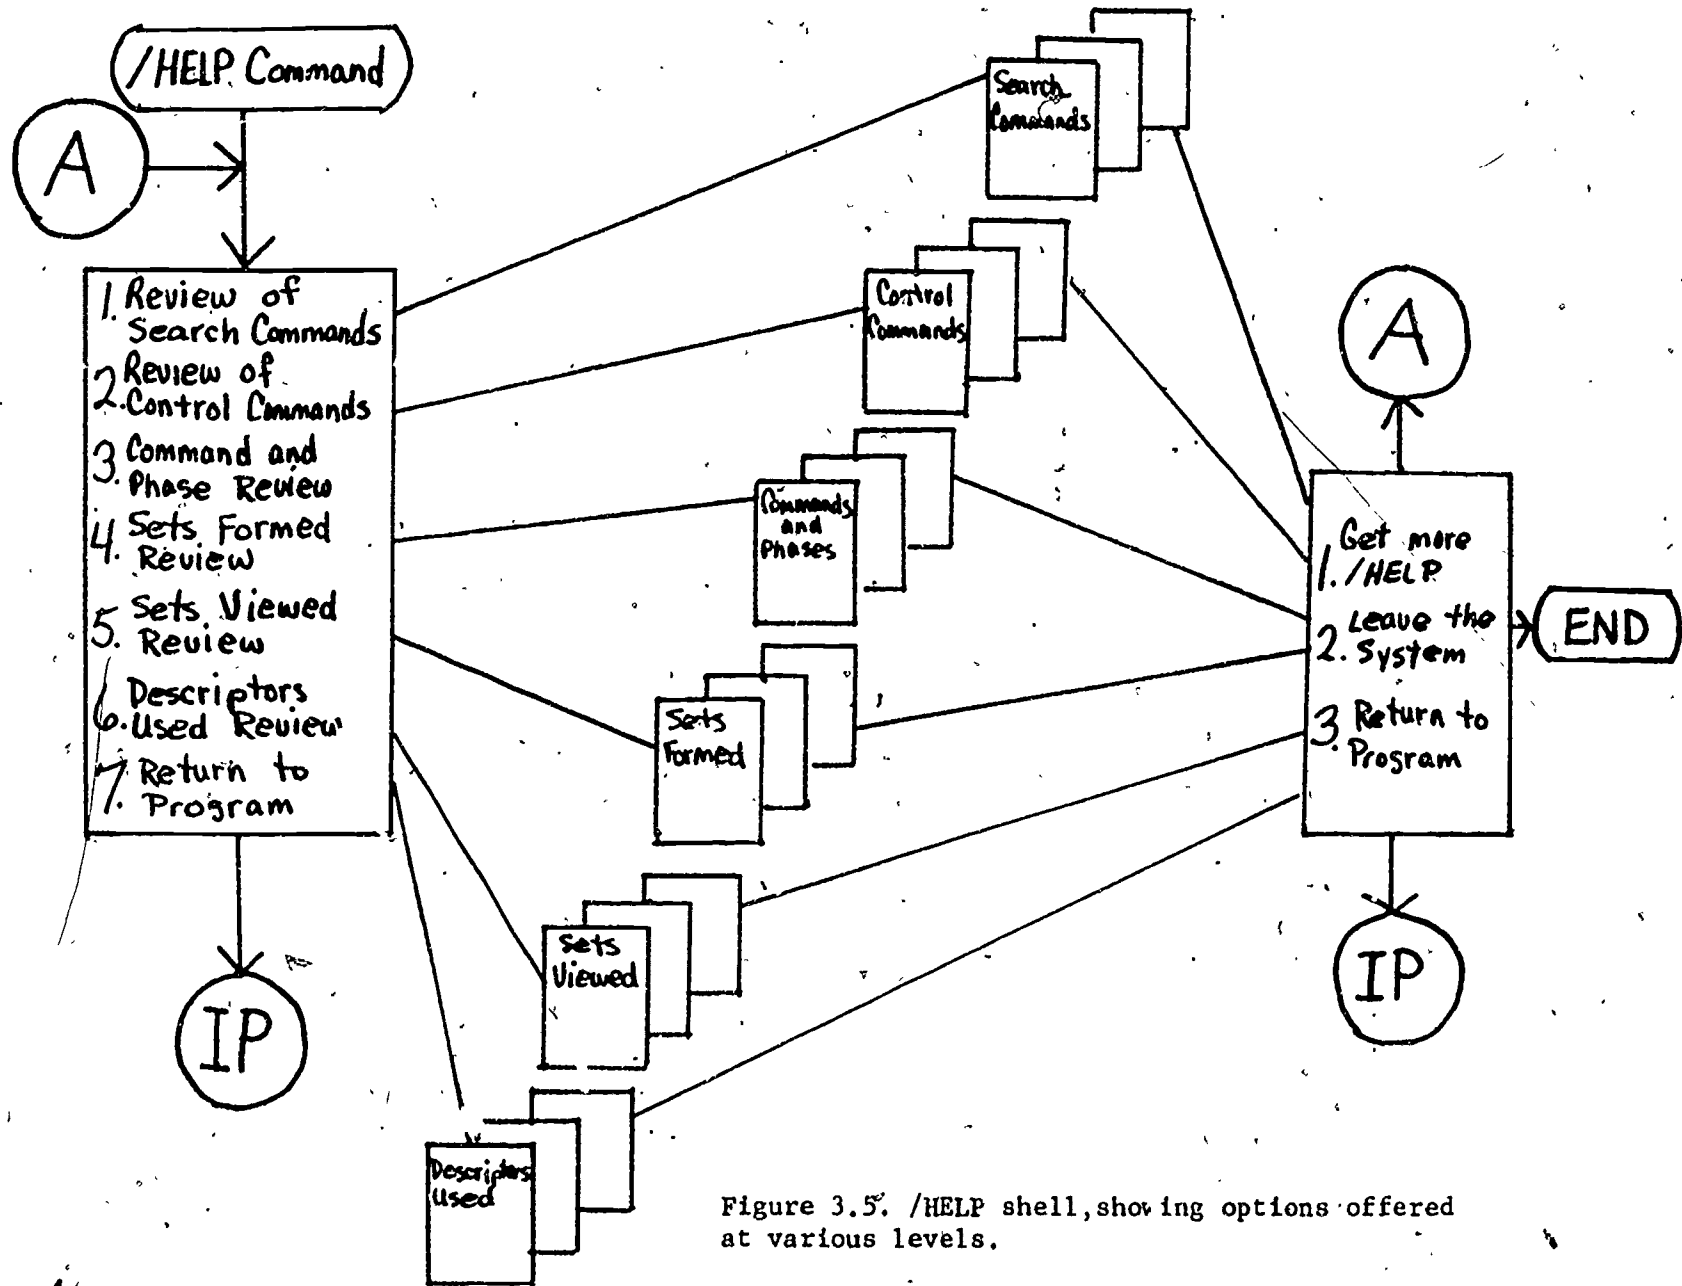 /HELP Command
A
1. Review of
Search Commands
2. Review of
Control Commands
3. Command and
Phase Review
4. Sets Formed
Review
5. Sets Viewed
Review
6. Descriptors
Used Review
7. Return to
Program
IP
Search
Commands
Control
Commands
Commands
and
Phases
Sets
Formed
Sets
Viewed
Descriptors
Used
A
1. Get more
/HELP
2. Leave the
System
3. Return to
Program
END
IP
Figure 3.5. /HELP shell, showing options offered
at various levels.